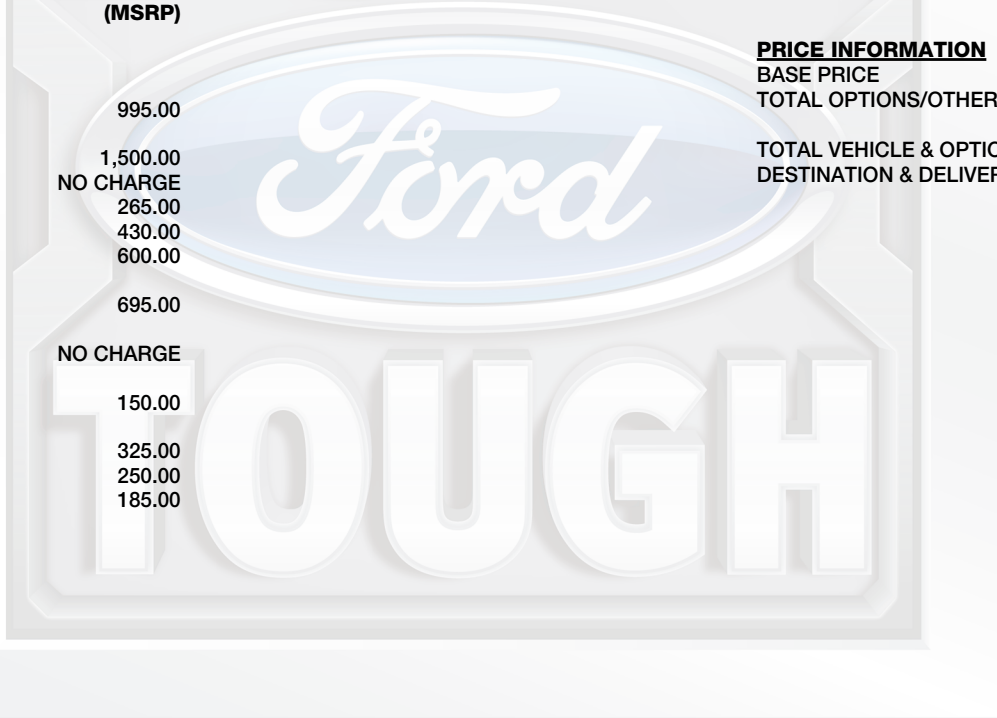 (MSRP)
995.00
1,500.00
NO CHARGE
265.00
430.00
600.00
695.00
NO CHARGE
150.00
325.00
250.00
185.00
PRICE INFORMATION
BASE PRICE
TOTAL OPTIONS/OTHER
TOTAL VEHICLE & OPTIO
DESTINATION & DELIVER
Ford
TOUGH